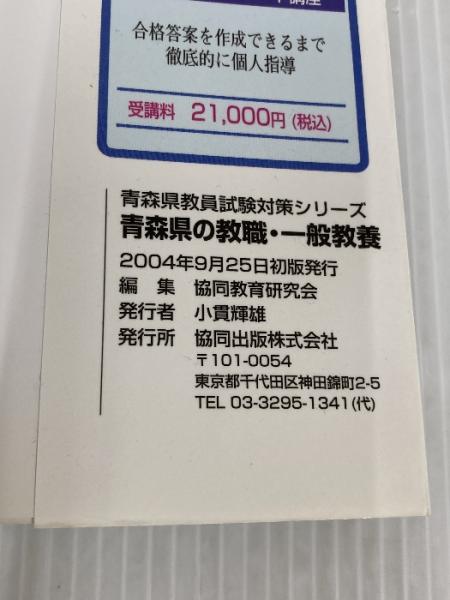 講座
合格答案を作成できるまで
徹底的に個人指導
受講料 21,000円(税込)
青森県教員試験対策シリーズ
青森県の教職・一般教養
2004年9月25日初版発行
編 集 協同教育研究会
発行者 小貫輝雄
発行所 協同出版株式会社
〒101-0054
東京都千代田区神田錦町2-5
TEL 03-3295-1341(代)